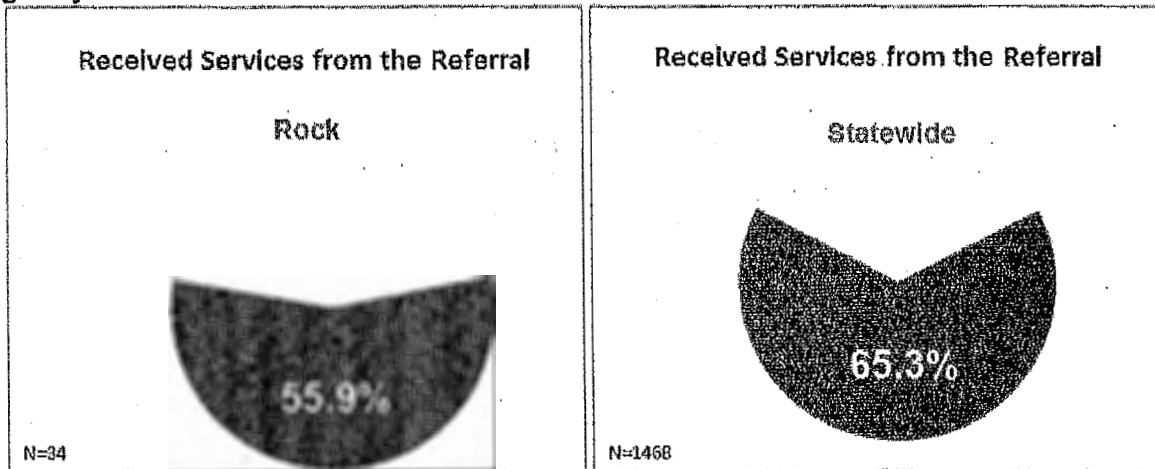 Received Services from the Referral
Rock
55.9%
N=34
Received Services from the Referral
Statewide
65.3%
N=1468